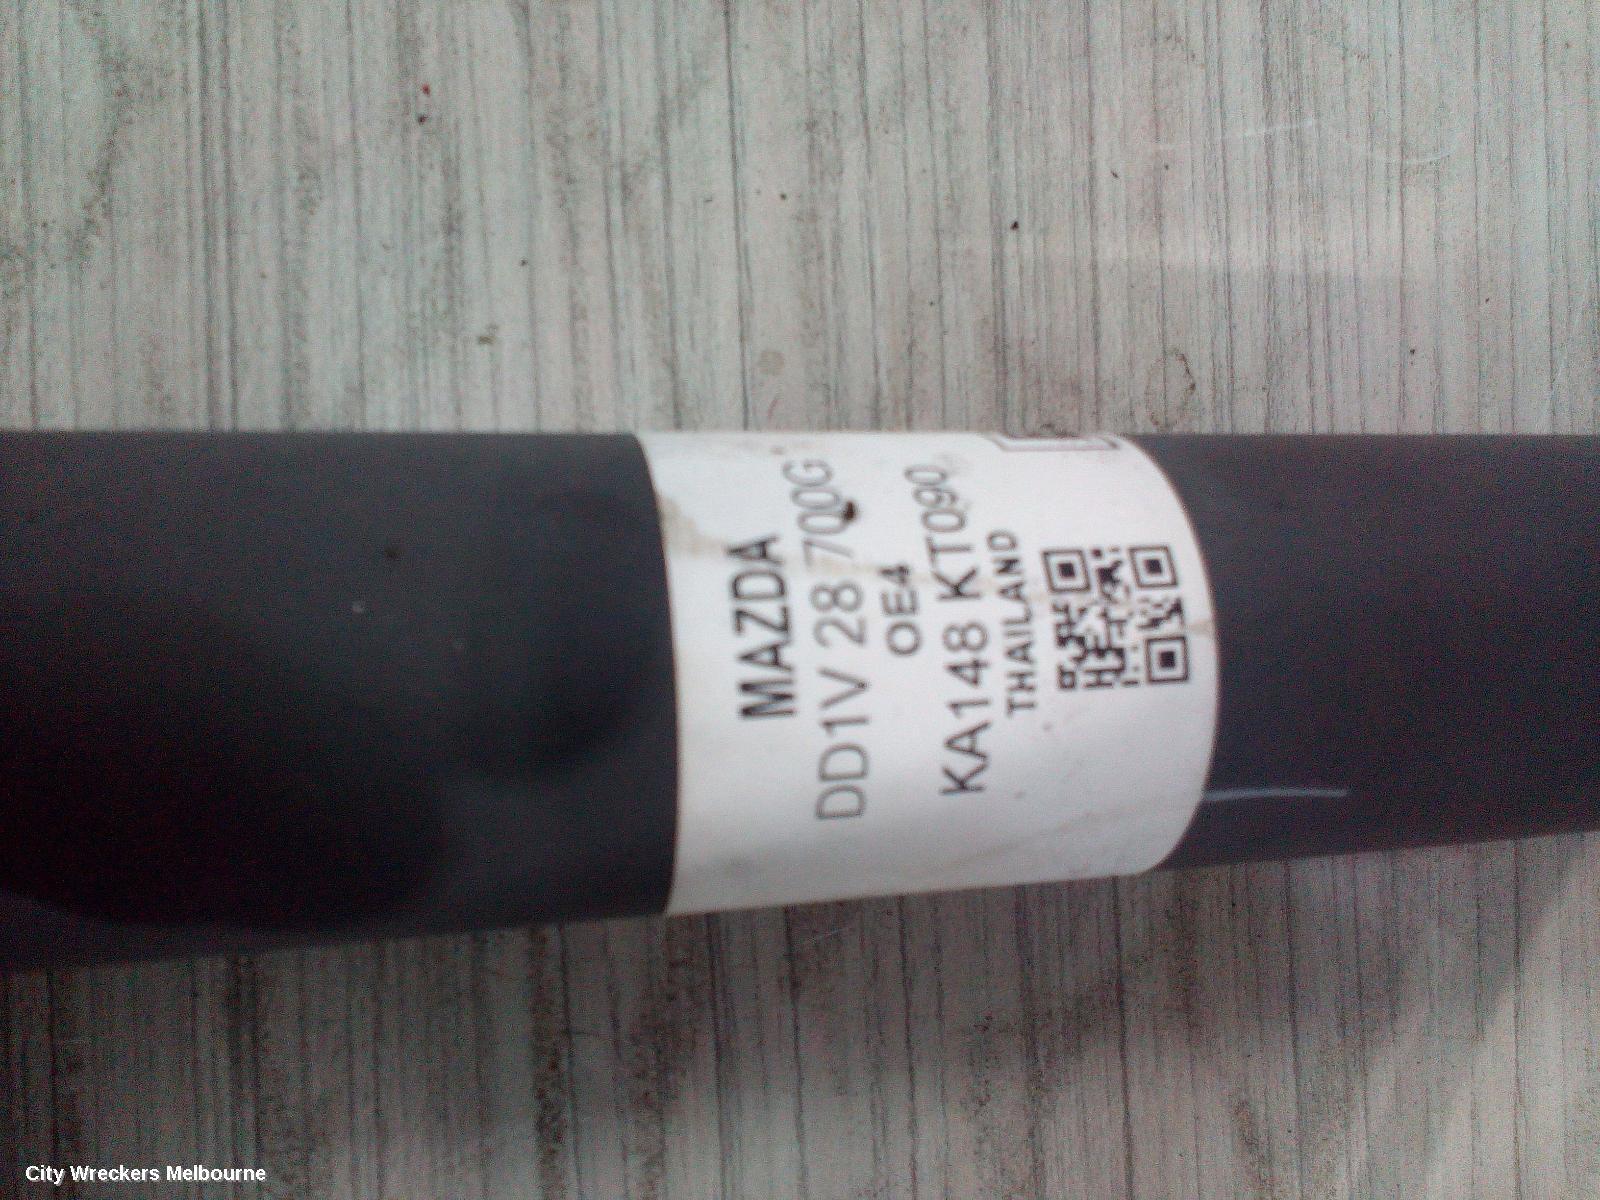 MAZDA
DD1V 28 700G
OE4
KA148 KT090
THAILAND
City Wreckers Melbourne